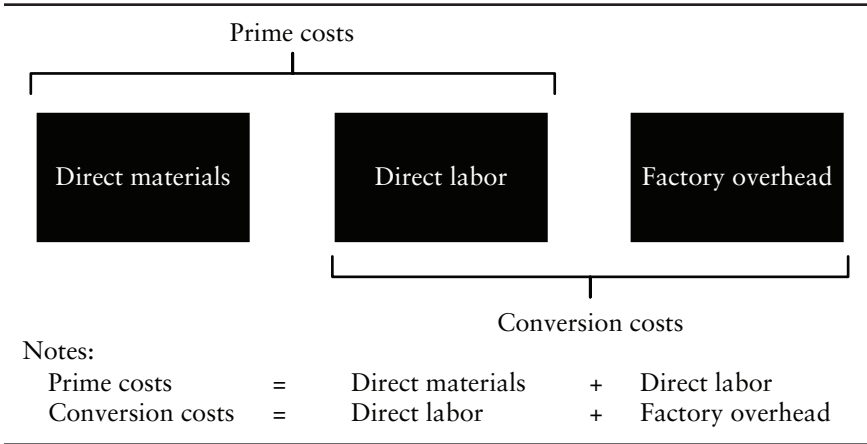 Prime costs
Direct materials Direct labor Factory overhead
Conversion costs
Notes:
Prime costs = Direct materials + Direct labor
Conversion costs = Direct labor + Factory overhead